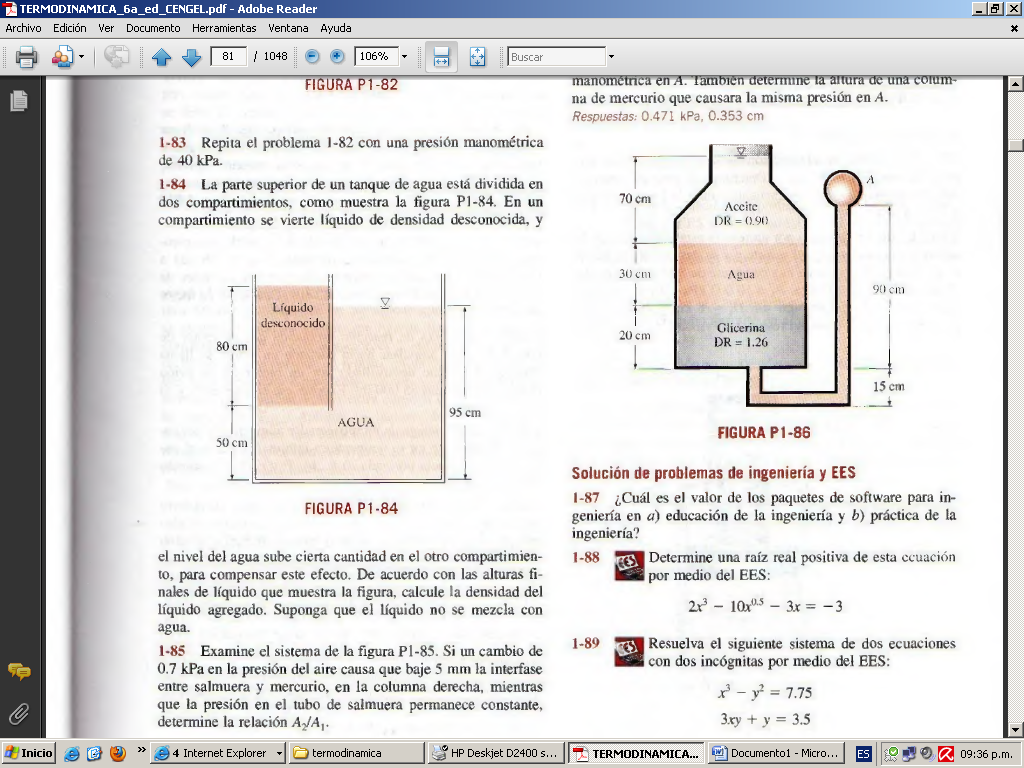 TERMODINAMICA_6a_ed_CENGEL.pdf - Adobe Reader
Archivo Edición Ver Documento Herramientas Ventana Ayuda
81 / 1048 106% Buscar
FIGURA P1-82
1-83 Repita el problema 1-82 con una presión manométrica
de 40 kPa.
1-84 La parte superior de un tanque de agua está dividida en
dos compartimientos, como muestra la figura P1-84. En un
compartimiento se vierte líquido de densidad desconocida, y
Líquido
desconocido
80 cm
AGUA
95 cm
50 cm
FIGURA P1-84
el nivel del agua sube cierta cantidad en el otro compartimien-
to, para compensar este efecto. De acuerdo con las alturas fi-
nales de líquido que muestra la figura, calcule la densidad del
líquido agregado. Suponga que el líquido no se mezcla con
agua.
1-85 Examine el sistema de la figura P1-85. Si un cambio de
0.7 kPa en la presión del aire causa que baje 5 mm la interfase
entre salmuera y mercurio, en la columna derecha, mientras
que la presión en el tubo de salmuera permanece constante,
determine la relación A₂/A₁.
manométrica en A. También determine la altura de una colum-
na de mercurio que causara la misma presión en A.
Respuestas: 0.471 kPa, 0.353 cm
A
70 cm
Aceite
DR = 0.90
30 cm
Agua
90 cm
Glicerina
DR = 1.26
20 cm
15 cm
FIGURA P1-86
Solución de problemas de ingeniería y EES
1-87 ¿Cuál es el valor de los paquetes de software para in-
geniería en a) educación de la ingeniería y b) práctica de la
ingeniería?
1-88 EES Determine una raíz real positiva de esta ecuación
por medio del EES:
2x³ − 10x⁰·⁵ − 3x = −3
1-89 EES Resuelva el siguiente sistema de dos ecuaciones
con dos incógnitas por medio del EES:
x³ − y² = 7.75
3xy + y = 3.5
Inicio » 4 Internet Explorer termodinamica HP Deskjet D2400 s... TERMODINAMICA... Documento1 - Micro... ES 09:36 p.m.